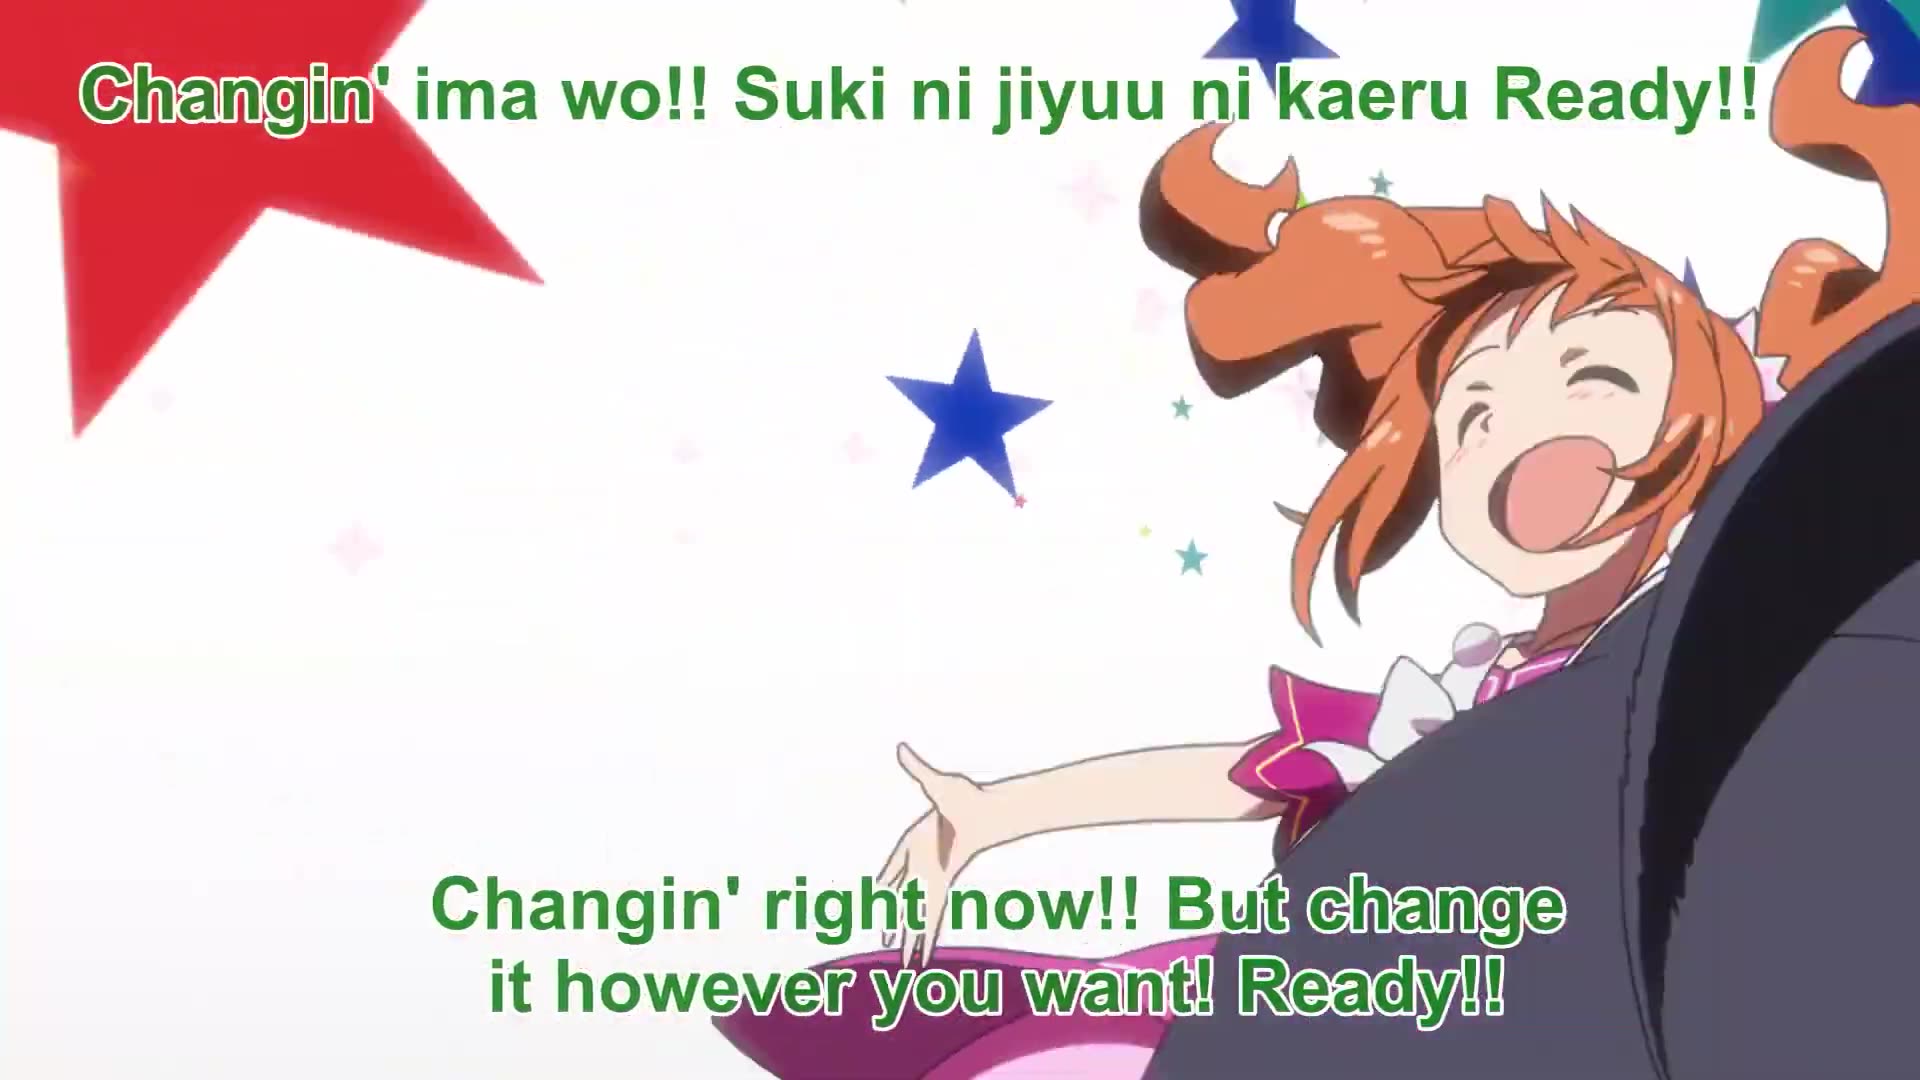 Changin' ima wo!! Suki ni jiyuu ni kaeru Ready!!
Changin' right now!! But change
it however you want! Ready!!